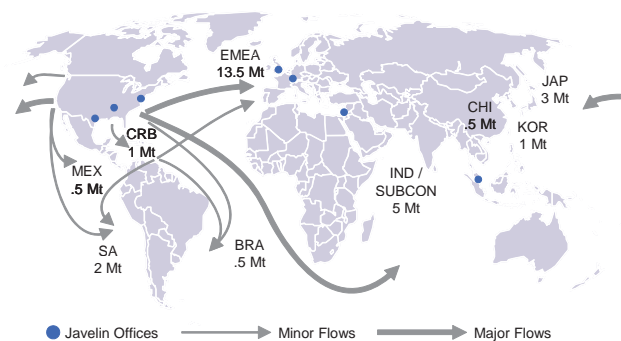 EMEA
13.5 Mt
JAP
3 Mt
CHI
.5 Mt
KOR
1 Mt
CRB
1 Mt
MEX
.5 Mt
IND /
SUBCON
5 Mt
SA
2 Mt
BRA
.5 Mt
Javelin Offices
Minor Flows
Major Flows